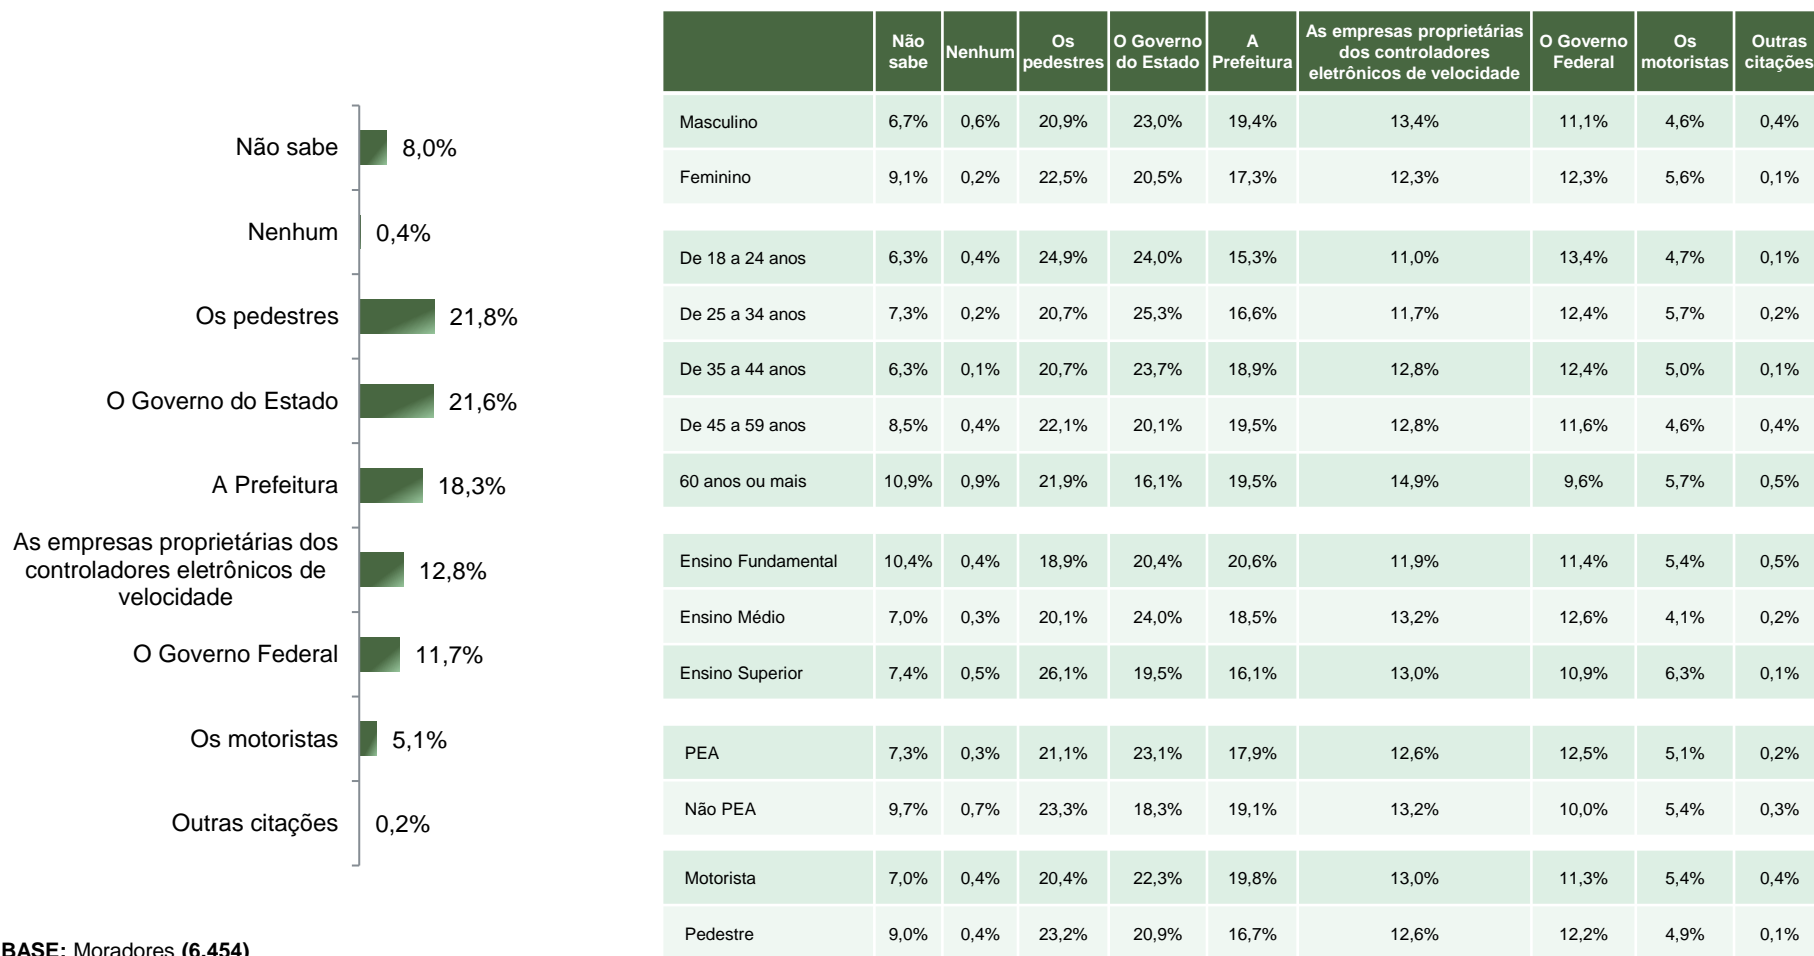 Não sabe 8,0%
Nenhum 0,4%
Os pedestres 21,8%
O Governo do Estado 21,6%
A Prefeitura 18,3%
As empresas proprietárias dos
controladores eletrônicos de
velocidade
12,8%
O Governo Federal 11,7%
Os motoristas 5,1%
Outras citações 0,2%
BASE: Moradores (6.454)
Não sabe Nenhum Os pedestres O Governo do Estado A Prefeitura As empresas proprietárias dos controladores eletrônicos de velocidade O Governo Federal Os motoristas Outras citações
Masculino 6,7% 0,6% 20,9% 23,0% 19,4% 13,4% 11,1% 4,6% 0,4%
Feminino 9,1% 0,2% 22,5% 20,5% 17,3% 12,3% 12,3% 5,6% 0,1%
De 18 a 24 anos 6,3% 0,4% 24,9% 24,0% 15,3% 11,0% 13,4% 4,7% 0,1%
De 25 a 34 anos 7,3% 0,2% 20,7% 25,3% 16,6% 11,7% 12,4% 5,7% 0,2%
De 35 a 44 anos 6,3% 0,1% 20,7% 23,7% 18,9% 12,8% 12,4% 5,0% 0,1%
De 45 a 59 anos 8,5% 0,4% 22,1% 20,1% 19,5% 12,8% 11,6% 4,6% 0,4%
60 anos ou mais 10,9% 0,9% 21,9% 16,1% 19,5% 14,9% 9,6% 5,7% 0,5%
Ensino Fundamental 10,4% 0,4% 18,9% 20,4% 20,6% 11,9% 11,4% 5,4% 0,5%
Ensino Médio 7,0% 0,3% 20,1% 24,0% 18,5% 13,2% 12,6% 4,1% 0,2%
Ensino Superior 7,4% 0,5% 26,1% 19,5% 16,1% 13,0% 10,9% 6,3% 0,1%
PEA 7,3% 0,3% 21,1% 23,1% 17,9% 12,6% 12,5% 5,1% 0,2%
Não PEA 9,7% 0,7% 23,3% 18,3% 19,1% 13,2% 10,0% 5,4% 0,3%
Motorista 7,0% 0,4% 20,4% 22,3% 19,8% 13,0% 11,3% 5,4% 0,4%
Pedestre 9,0% 0,4% 23,2% 20,9% 16,7% 12,6% 12,2% 4,9% 0,1%